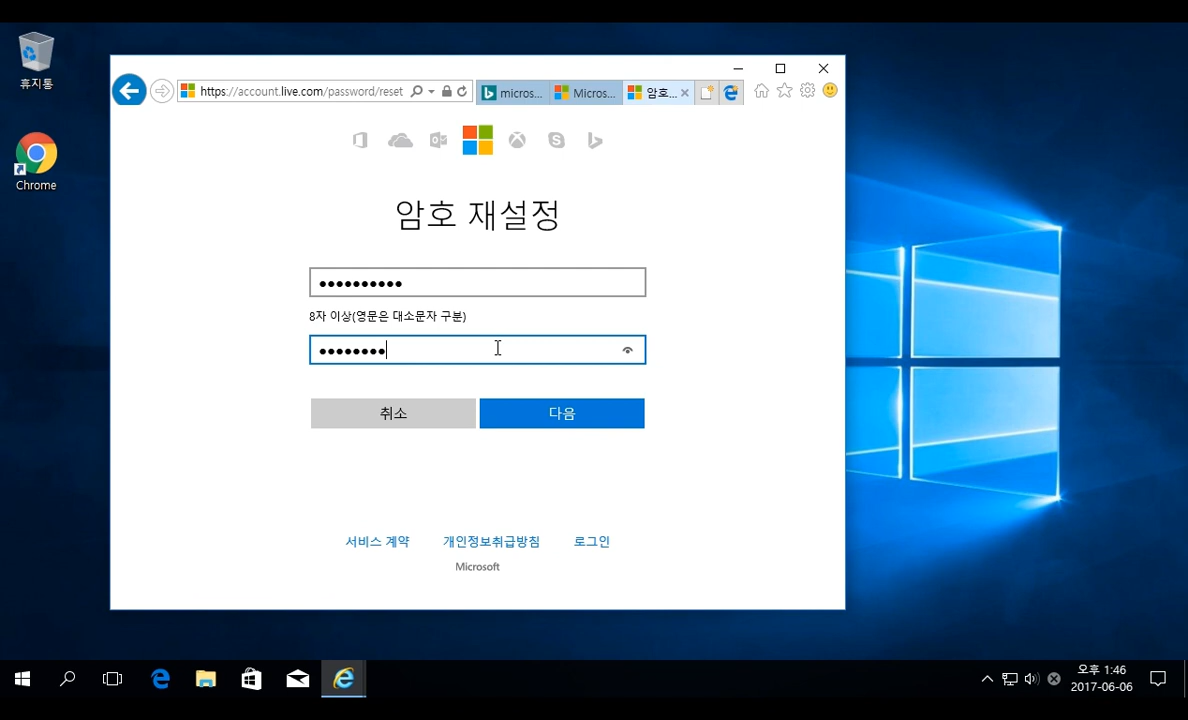 휴지통
Chrome
https://account.live.com/password/reset
micros...
Micros...
암호...
암호 재설정
●●●●●●●●●●
8자 이상(영문은 대소문자 구분)
●●●●●●●●
취소
다음
서비스 계약
개인정보취급방침
로그인
Microsoft
오후 1:46
2017-06-06